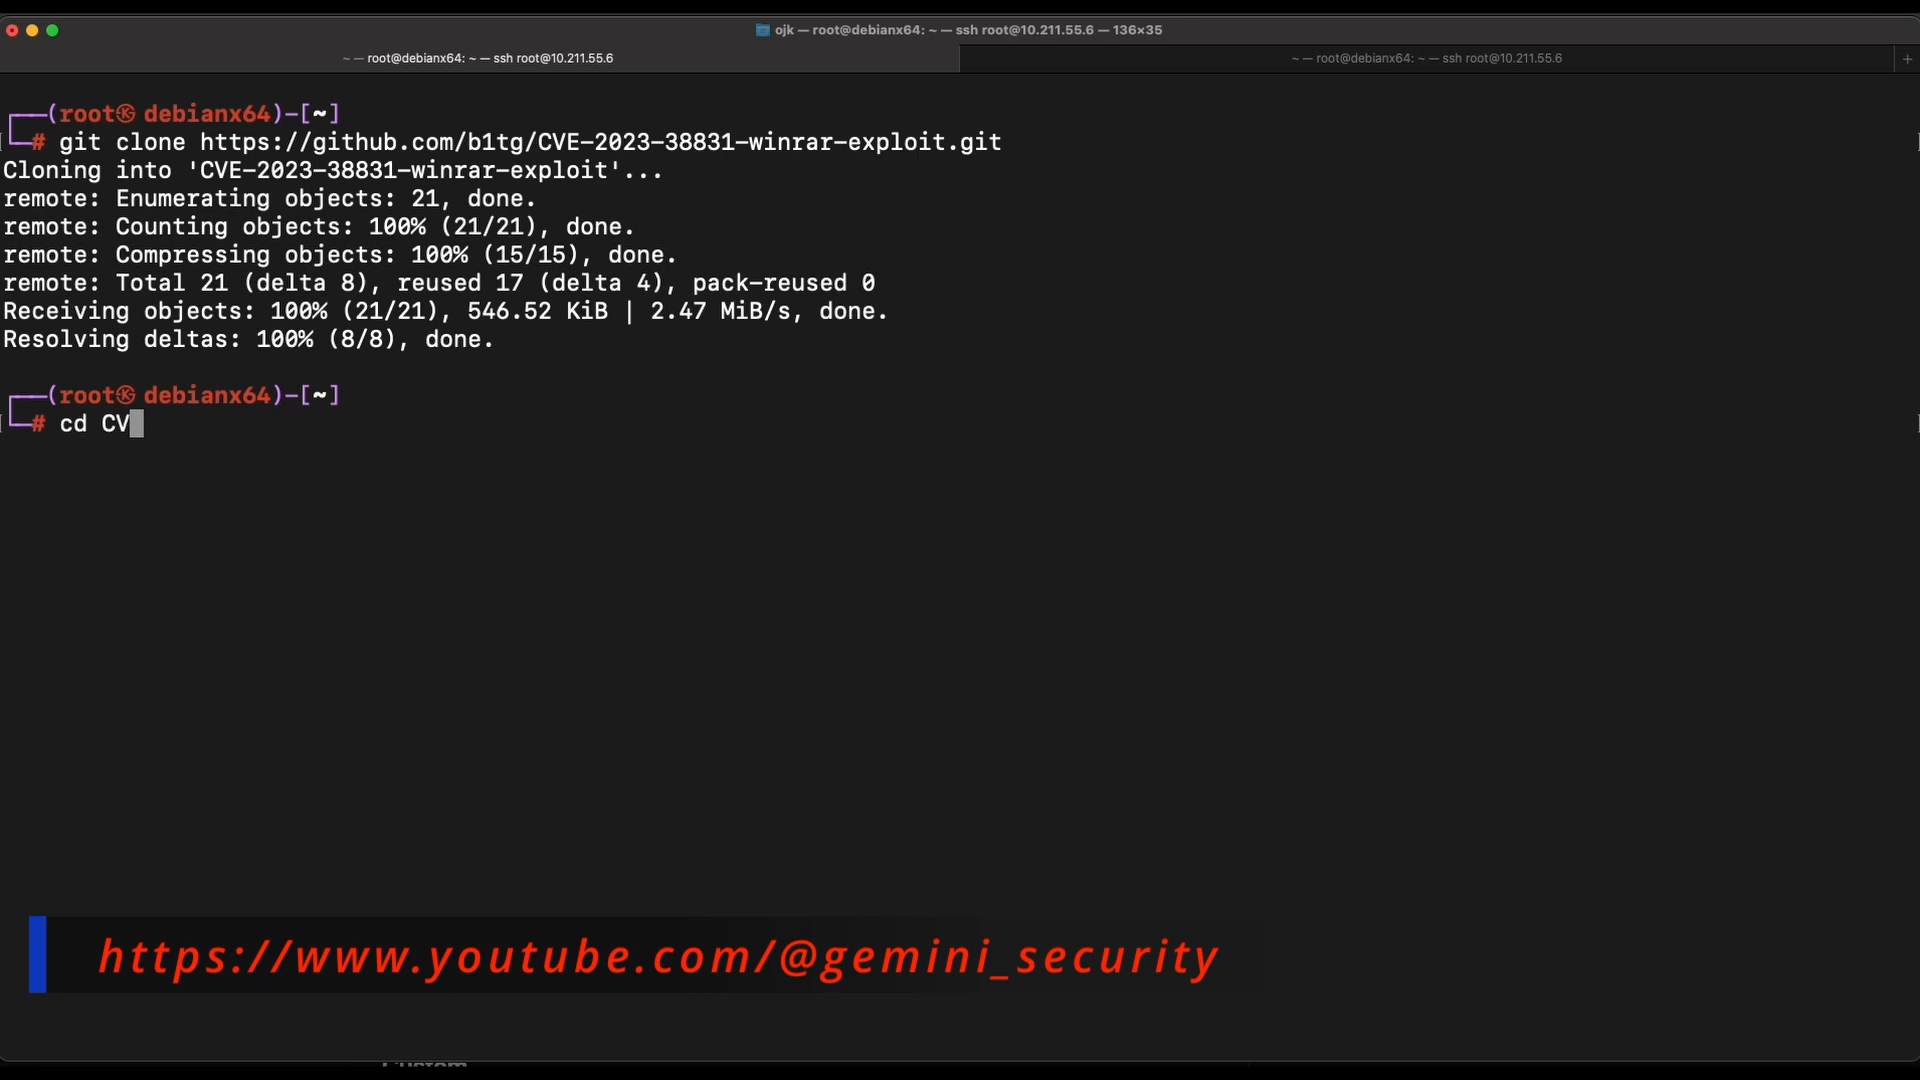 ojk — root@debianx64: ~ — ssh root@10.211.55.6 — 136×35
~ — root@debianx64: ~ — ssh root@10.211.55.6
~ — root@debianx64: ~ — ssh root@10.211.55.6
+
┌──(root㉿debianx64)-[~]
└─# git clone https://github.com/b1tg/CVE-2023-38831-winrar-exploit.git
Cloning into 'CVE-2023-38831-winrar-exploit'...
remote: Enumerating objects: 21, done.
remote: Counting objects: 100% (21/21), done.
remote: Compressing objects: 100% (15/15), done.
remote: Total 21 (delta 8), reused 17 (delta 4), pack-reused 0
Receiving objects: 100% (21/21), 546.52 KiB | 2.47 MiB/s, done.
Resolving deltas: 100% (8/8), done.
┌──(root㉿debianx64)-[~]
└─# cd CV
https://www.youtube.com/@gemini_security